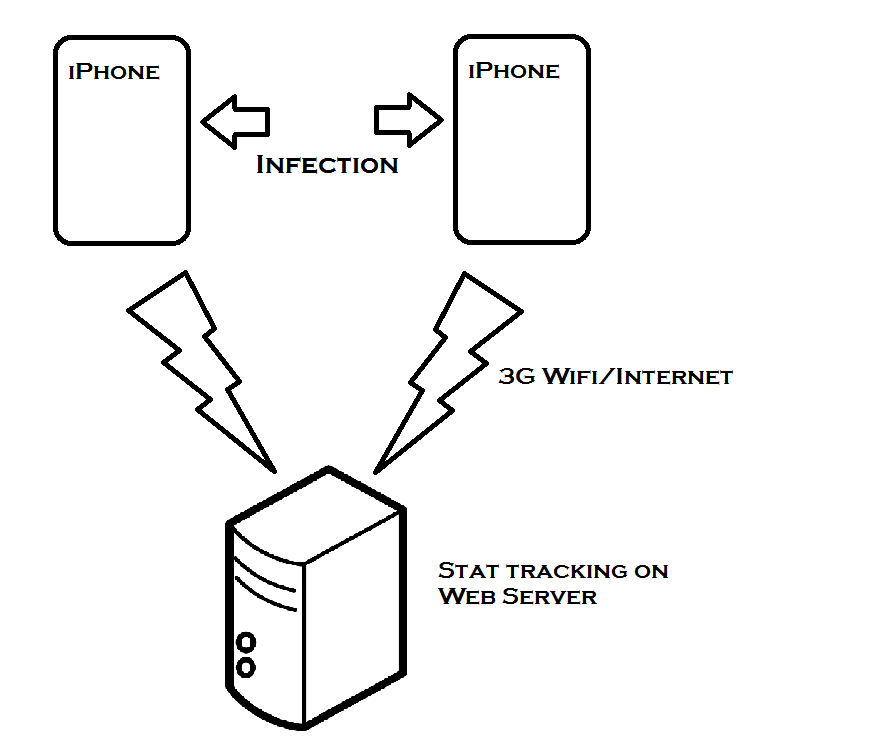 iPhone
iPhone
Infection
3G Wifi/Internet
Stat tracking on
Web Server